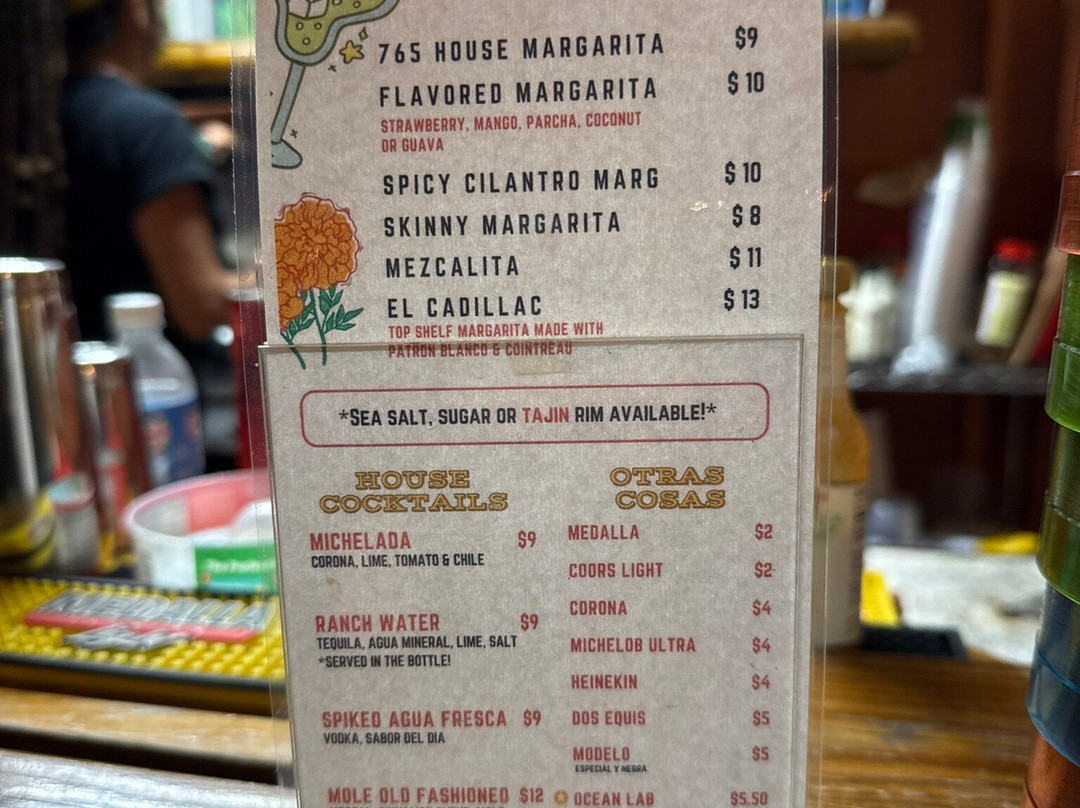 765 HOUSE MARGARITA $9
FLAVORED MARGARITA $10
STRAWBERRY, MANGO, PARCHA, COCONUT
OR GUAVA
SPICY CILANTRO MARG $10
SKINNY MARGARITA $8
MEZCALITA $11
EL CADILLAC $13
TOP SHELF MARGARITA MADE WITH
PATRON BLANCO & COINTREAU
*SEA SALT, SUGAR OR TAJIN RIM AVAILABLE!*
HOUSE
COCKTAILS
MICHELADA $9
CORONA, LIME, TOMATO & CHILE
RANCH WATER $9
TEQUILA, AGUA MINERAL, LIME, SALT
*SERVED IN THE BOTTLE!
SPIKED AGUA FRESCA $9
VODKA, SABOR DEL DIA
MOLE OLD FASHIONED $12
OTRAS
COSAS
MEDALLA $2
COORS LIGHT $2
CORONA $4
MICHELOB ULTRA $4
HEINEKIN $4
DOS EQUIS $5
MODELO $5
ESPECIAL Y NEGRA
OCEAN LAB $5.50
MEDALLA